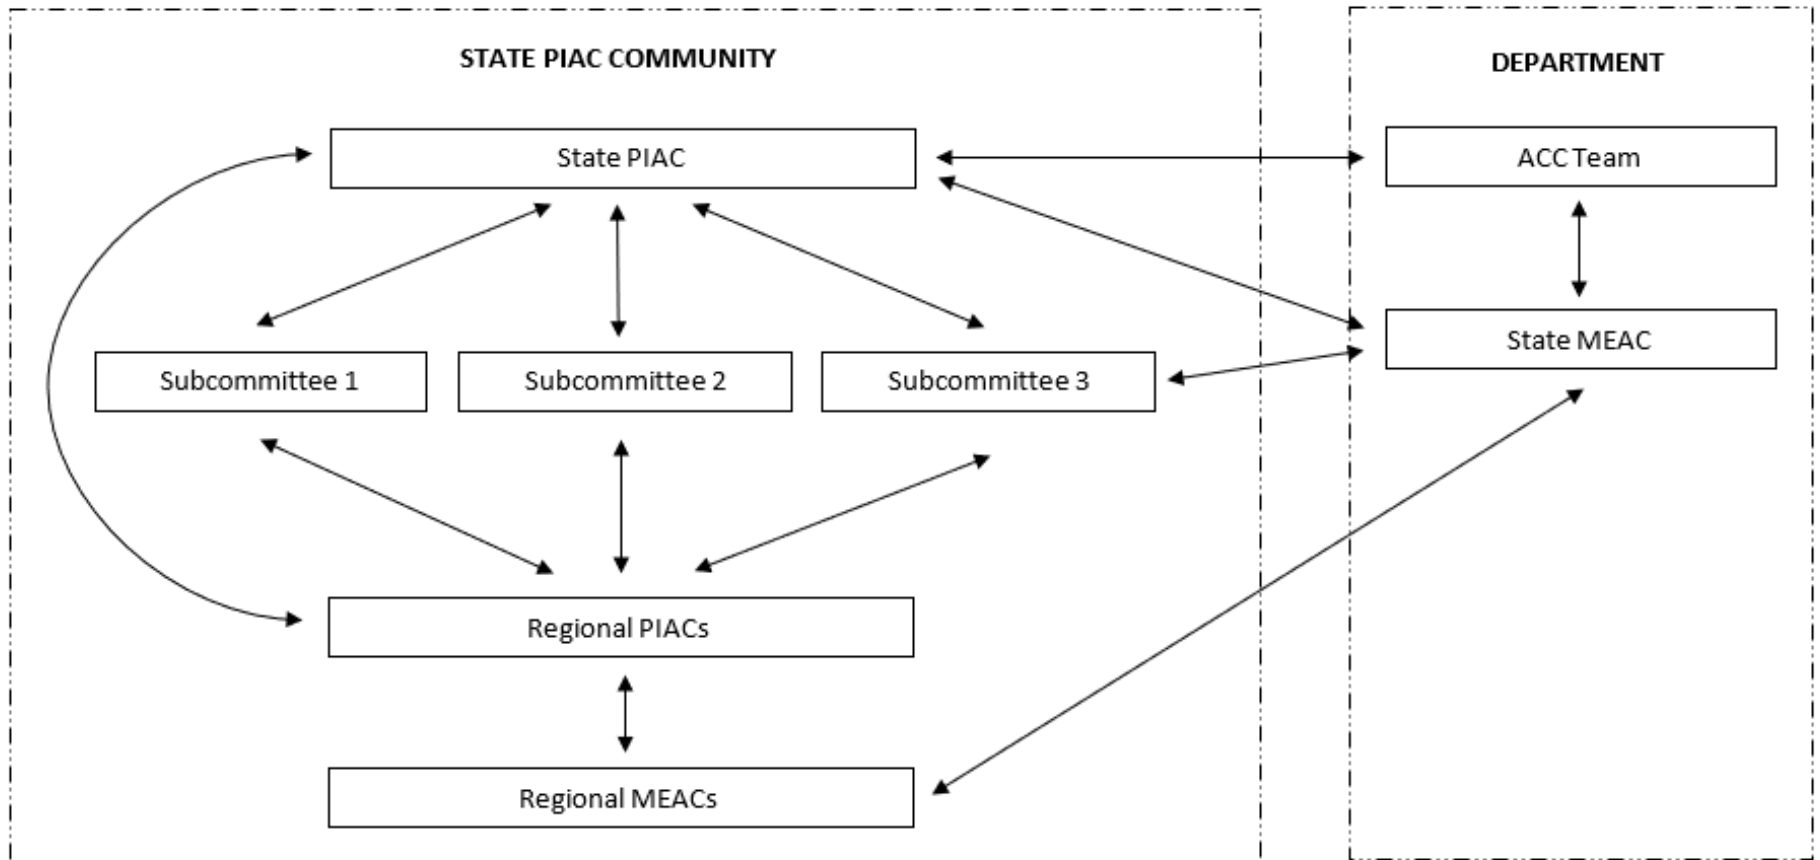 STATE PIAC COMMUNITY
DEPARTMENT
State PIAC
ACC Team
State MEAC
Subcommittee 1
Subcommittee 2
Subcommittee 3
Regional PIACs
Regional MEACs